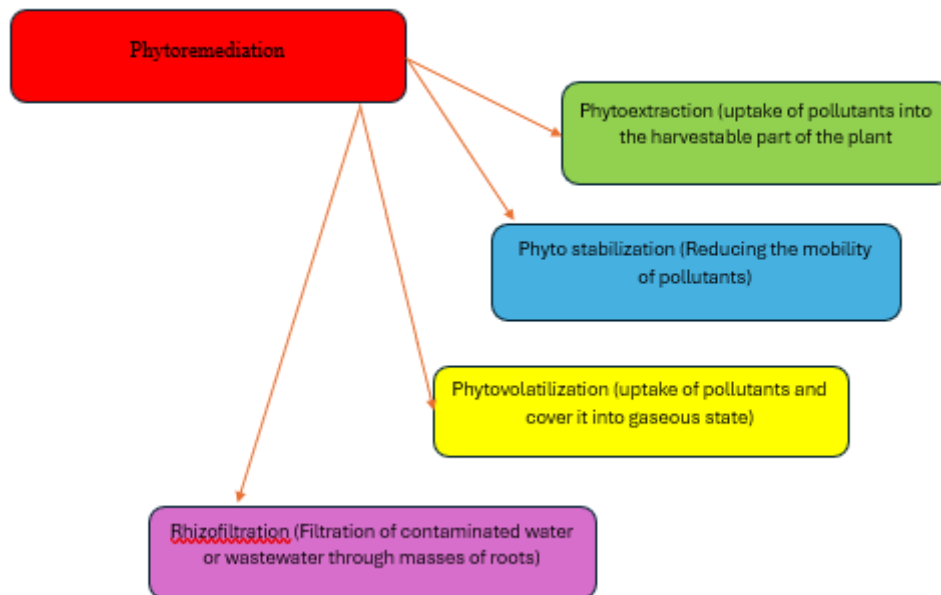 Phytoremediation
Phytoextraction (uptake of pollutants into
the harvestable part of the plant
Phyto stabilization (Reducing the mobility
of pollutants)
Phytovolatilization (uptake of pollutants and
cover it into gaseous state)
Rhizofiltration (Filtration of contaminated water
or wastewater through masses of roots)